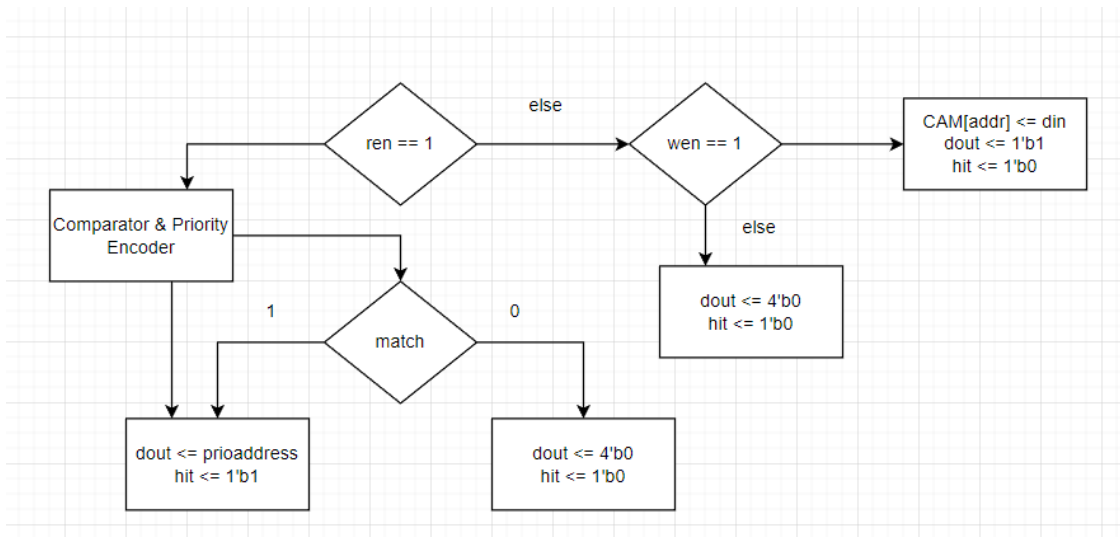 else
ren == 1
wen == 1
CAM[addr] <= din
dout <= 1'b1
hit <= 1'b0
Comparator & Priority
Encoder
else
dout <= 4'b0
hit <= 1'b0
1
0
match
dout <= prioaddress
hit <= 1'b1
dout <= 4'b0
hit <= 1'b0